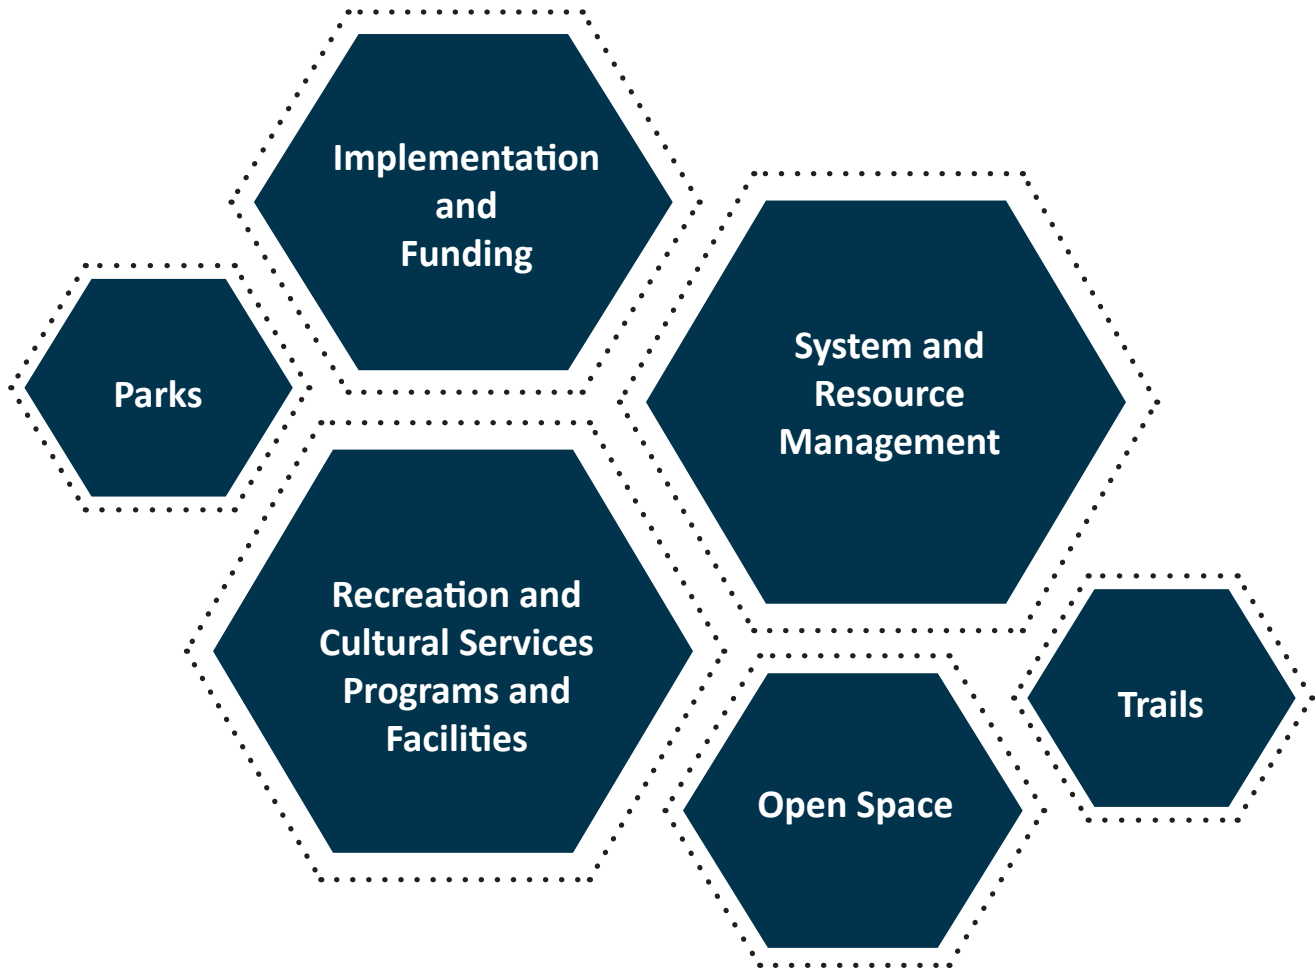 Implementation
and
Funding
System and
Resource
Management
Parks
Recreation and
Cultural Services
Programs and
Facilities
Trails
Open Space